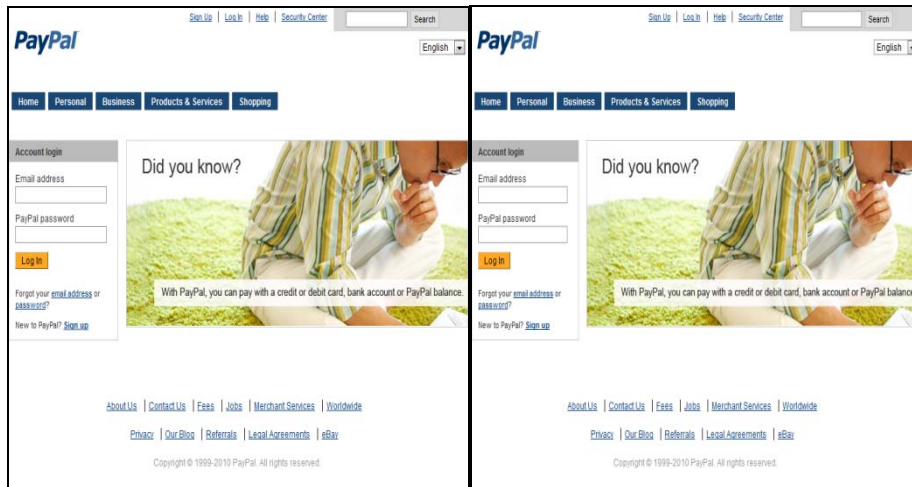 Sign Up | Log In | Help | Security Center Search
PayPal
English
Home Personal Business Products & Services Shopping
Account login
Email address
PayPal password
Log In
Forgot your email address or
password?
New to PayPal? Sign up
Did you know?
With PayPal, you can pay with a credit or debit card, bank account or PayPal balance.
About Us | Contact Us | Fees | Jobs | Merchant Services | Worldwide
Privacy | Our Blog | Referrals | Legal Agreements | eBay
Copyright © 1999-2010 PayPal. All rights reserved.
Sign Up | Log In | Help | Security Center Search
PayPal
English
Home Personal Business Products & Services Shopping
Account login
Email address
PayPal password
Log In
Forgot your email address or
password?
New to PayPal? Sign up
Did you know?
With PayPal, you can pay with a credit or debit card, bank account or PayPal balance
About Us | Contact Us | Fees | Jobs | Merchant Services | Worldwide
Privacy | Our Blog | Referrals | Legal Agreements | eBay
Copyright © 1999-2010 PayPal. All rights reserved.